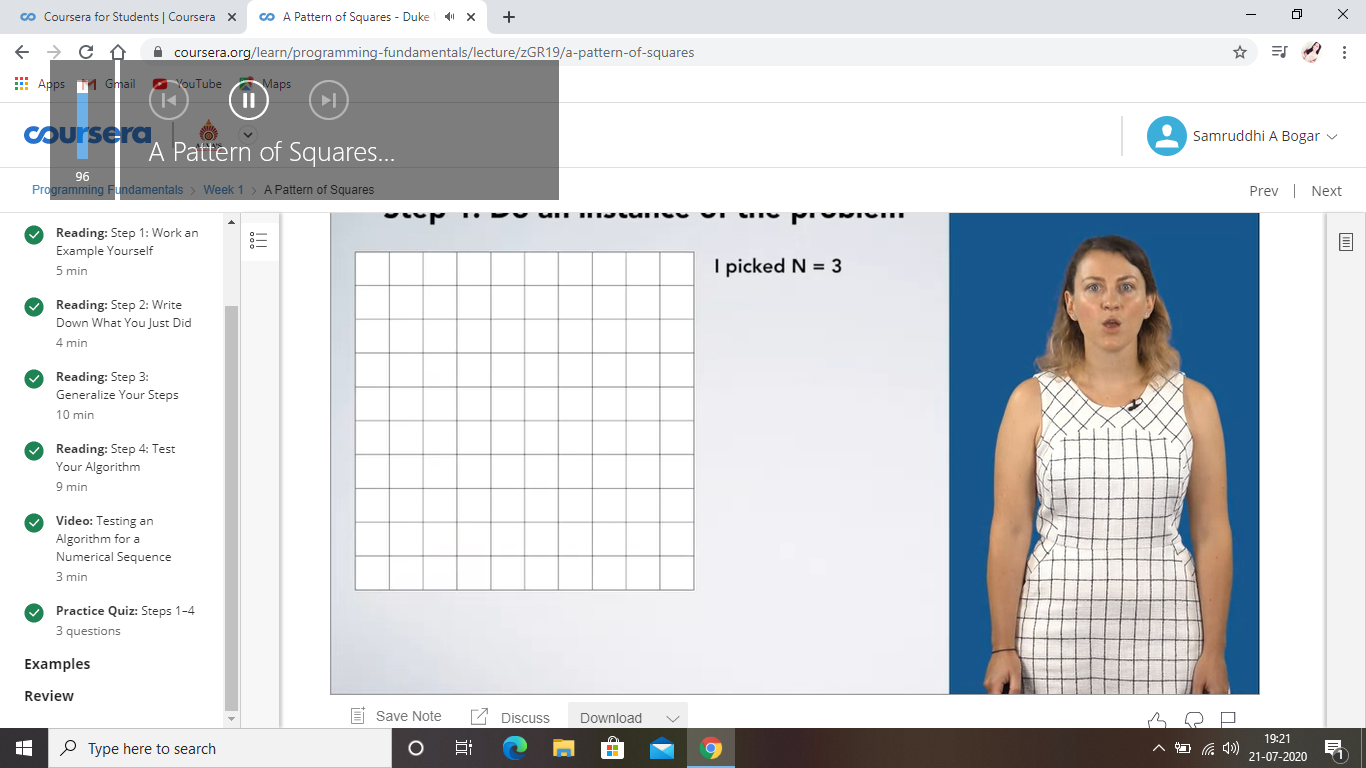 Coursera for Students | Coursera
A Pattern of Squares - Duke
coursera.org/learn/programming-fundamentals/lecture/zGR19/a-pattern-of-squares
Apps
Gmail
YouTube
Maps
coursera
A Pattern of Squares...
96
Samruddhi A Bogar
Programming Fundamentals > Week 1 > A Pattern of Squares
Prev | Next
Reading: Step 1: Work an
Example Yourself
5 min
Reading: Step 2: Write
Down What You Just Did
4 min
Reading: Step 3:
Generalize Your Steps
10 min
Reading: Step 4: Test
Your Algorithm
9 min
Video: Testing an
Algorithm for a
Numerical Sequence
3 min
Practice Quiz: Steps 1–4
3 questions
Examples
Review
Step 1: Do an instance of the problem
I picked N = 3
Save Note
Discuss
Download
Type here to search
19:21
21-07-2020
1